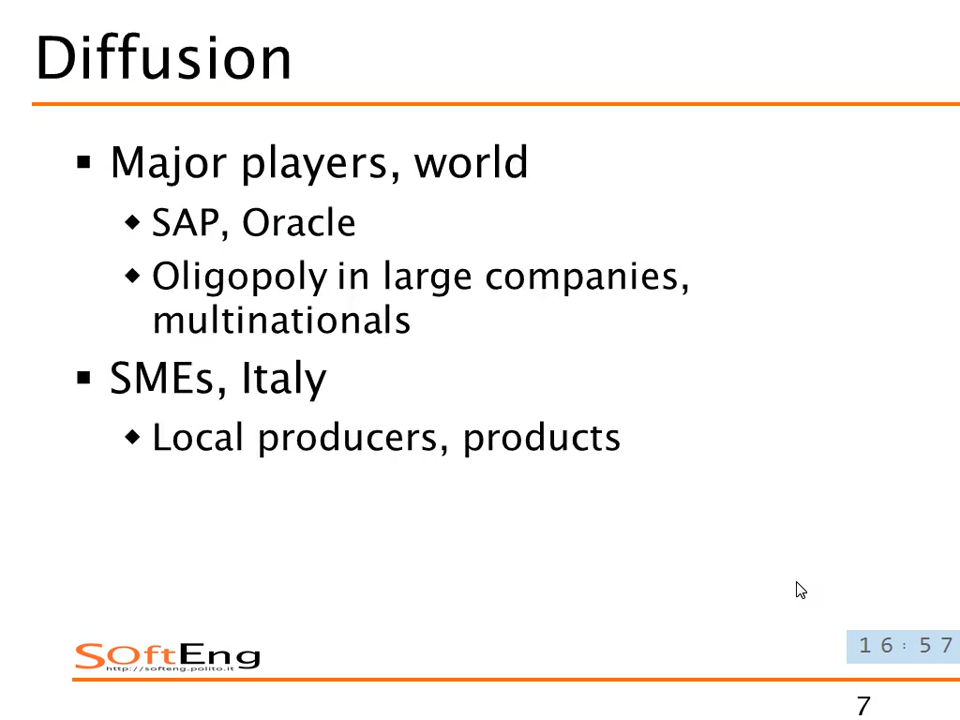 Diffusion
▪ Major players, world
◆ SAP, Oracle
◆ Oligopoly in large companies,
multinationals
▪ SMEs, Italy
◆ Local producers, products
SOftEng
http://softeng.polito.it
16:57
7